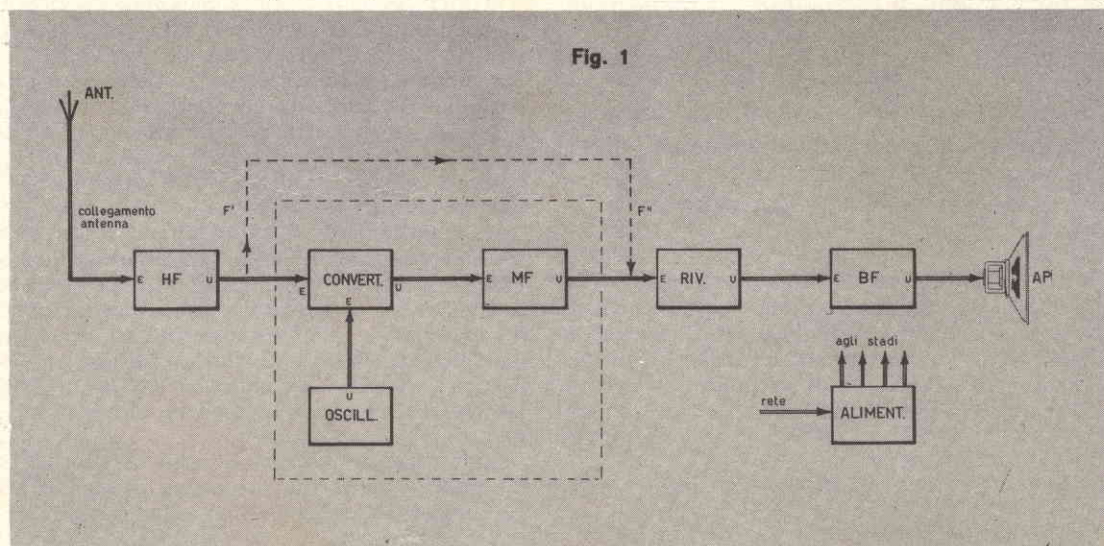 Fig. 1
ANT.
collegamento
antenna
F'
F"
E HF U
E CONVERT. U
E
E MF U
E RIV. U
E BF U
AP
U
OSCILL.
agli stadi
rete
ALIMENT.